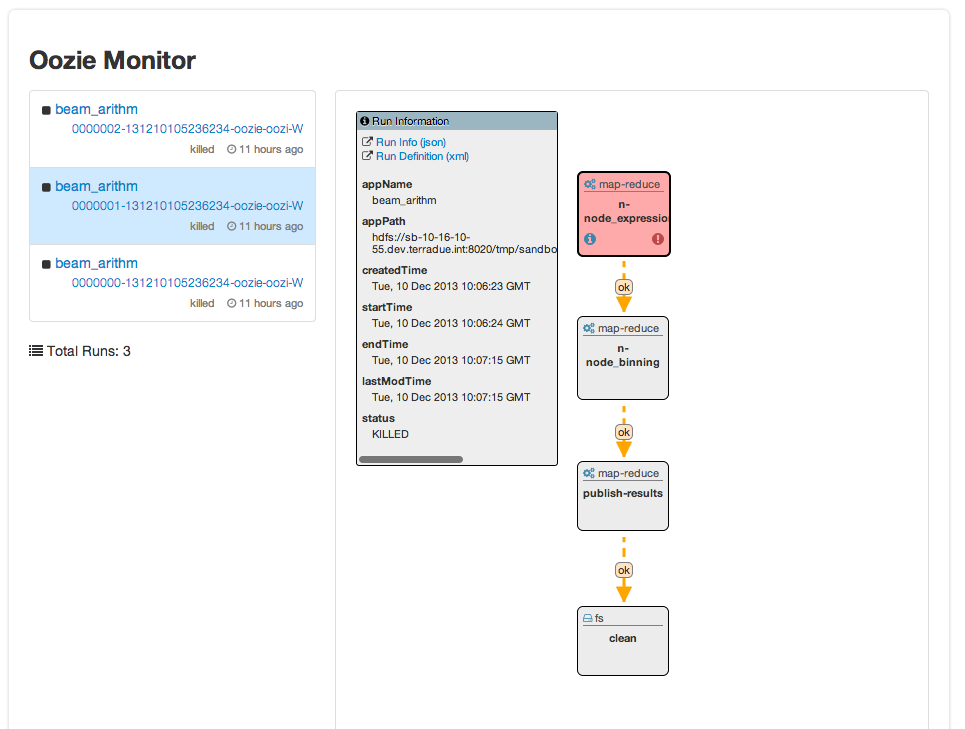 Oozie Monitor
beam_arithm
0000002-131210105236234-oozie-oozi-W
killed 11 hours ago
beam_arithm
0000001-131210105236234-oozie-oozi-W
killed 11 hours ago
beam_arithm
0000000-131210105236234-oozie-oozi-W
killed 11 hours ago
Total Runs: 3
Run Information
Run Info (json)
Run Definition (xml)
appName
beam_arithm
appPath
hdfs://sb-10-16-10-
55.dev.terradue.int:8020/tmp/sandbo
createdTime
Tue, 10 Dec 2013 10:06:23 GMT
startTime
Tue, 10 Dec 2013 10:06:24 GMT
endTime
Tue, 10 Dec 2013 10:07:15 GMT
lastModTime
Tue, 10 Dec 2013 10:07:15 GMT
status
KILLED
map-reduce
n-
node_expression
ok
map-reduce
n-
node_binning
ok
map-reduce
publish-results
ok
fs
clean